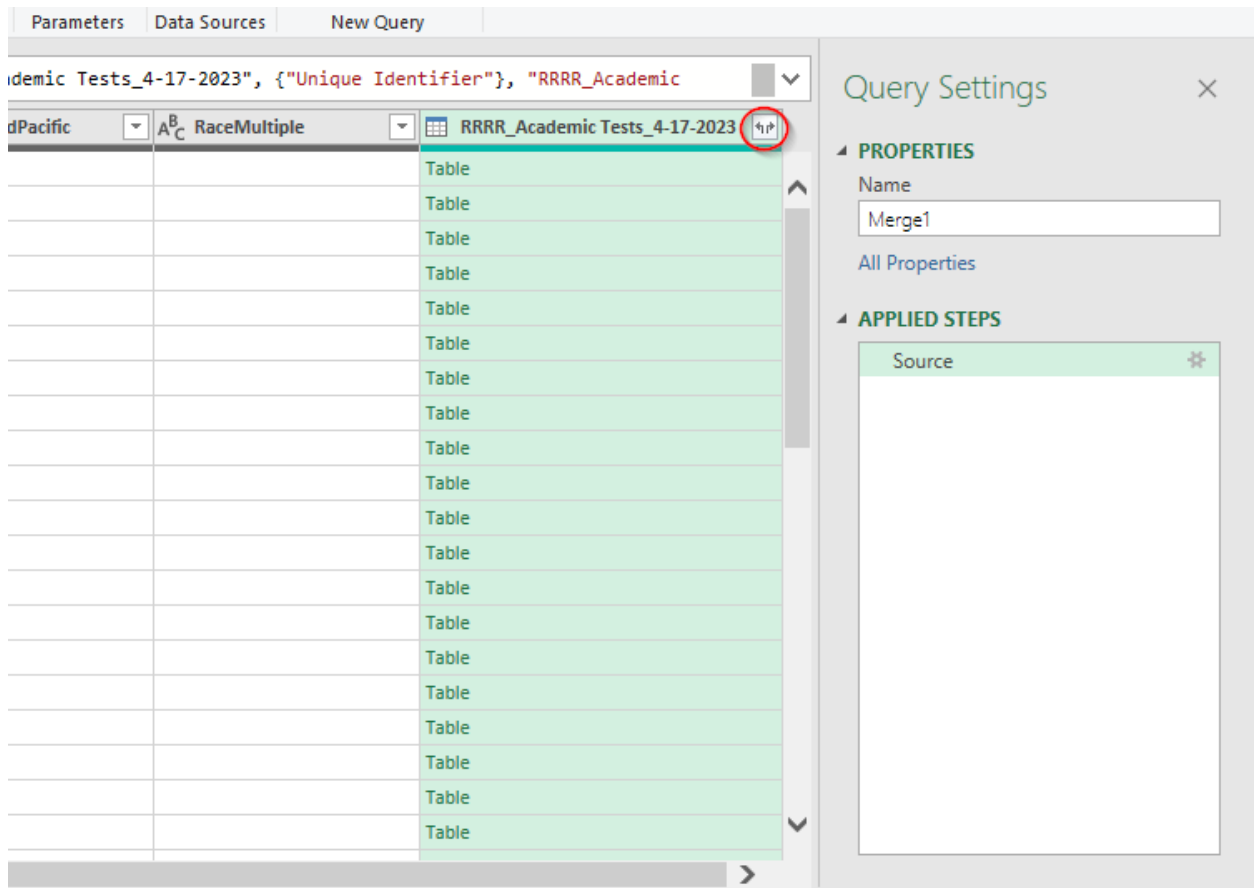 Parameters Data Sources New Query
ademic Tests_4-17-2023", {"Unique Identifier"}, "RRRR_Academic
Query Settings
dPacific ABC RaceMultiple RRRR_Academic Tests_4-17-2023
PROPERTIES
Table
Name
Table
Merge1
Table
All Properties
Table
Table
APPLIED STEPS
Table
Source
Table
Table
Table
Table
Table
Table
Table
Table
Table
Table
Table
Table
Table
Table